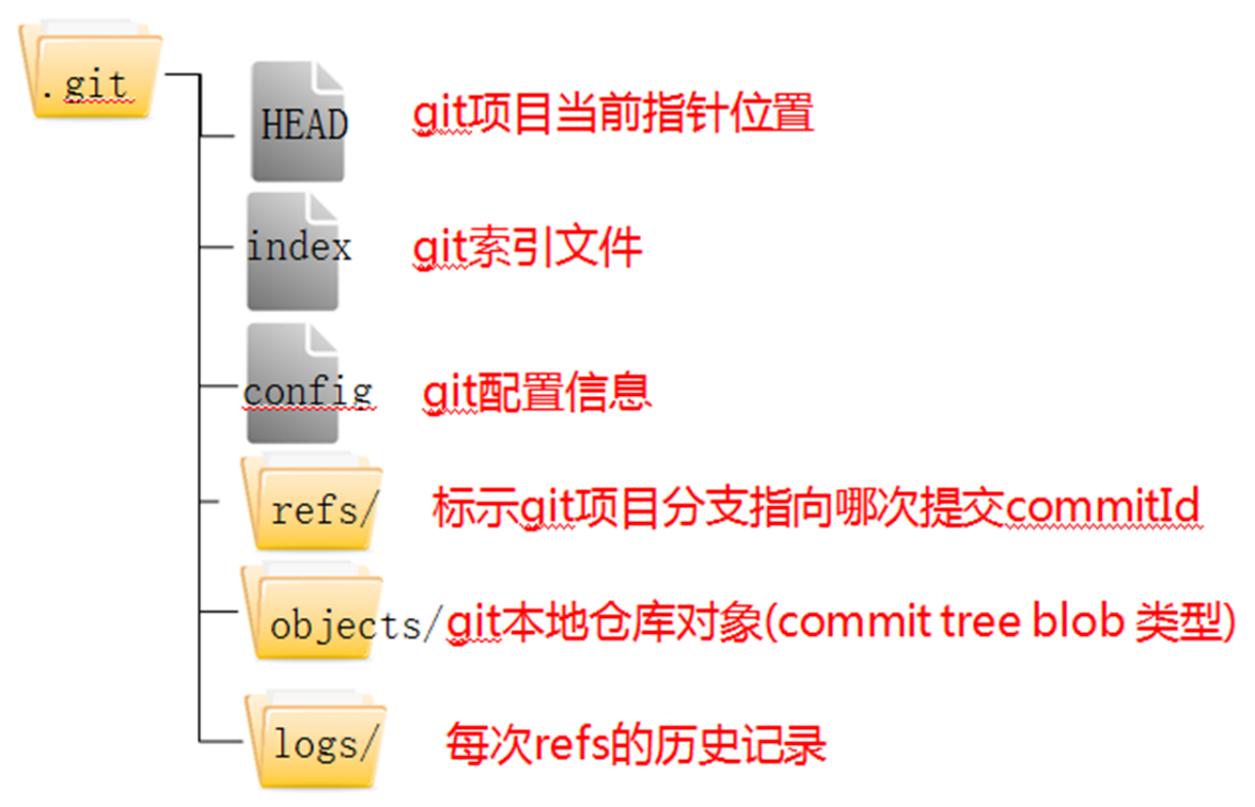 .git
HEAD git项目当前指针位置
index git索引文件
config git配置信息
refs/ 标示git项目分支指向哪次提交commitId
objects/ git本地仓库对象(commit tree blob 类型)
logs/ 每次refs的历史记录